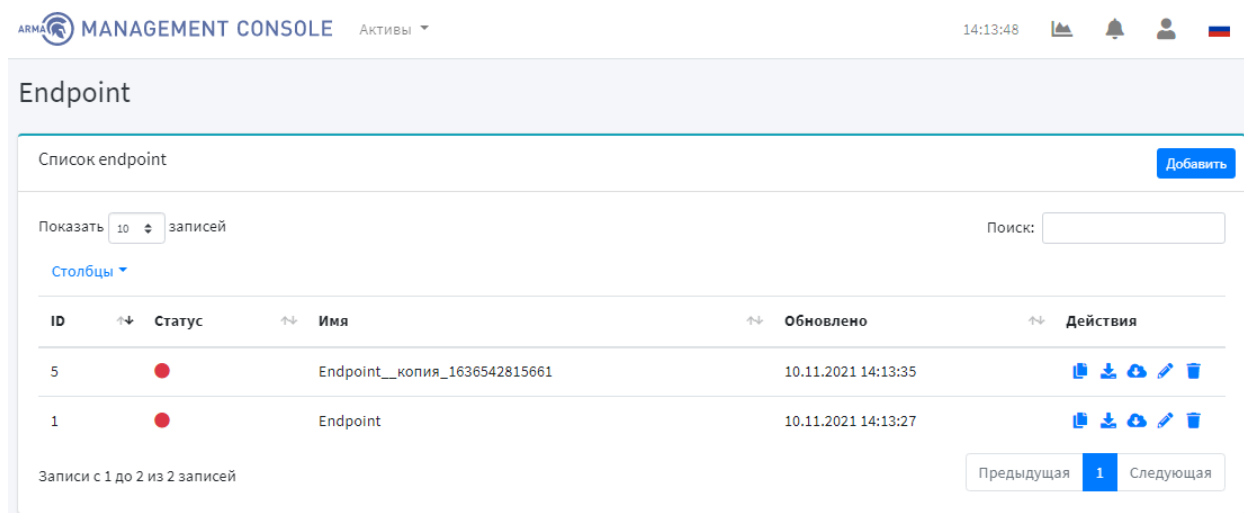 ARMA MANAGEMENT CONSOLE Активы 14:13:48
Endpoint
Список endpoint Добавить
Показать 10 записей Поиск:
Столбцы
ID Статус Имя Обновлено Действия
5 Endpoint__копия_1636542815661 10.11.2021 14:13:35
1 Endpoint 10.11.2021 14:13:27
Записи с 1 до 2 из 2 записей Предыдущая 1 Следующая